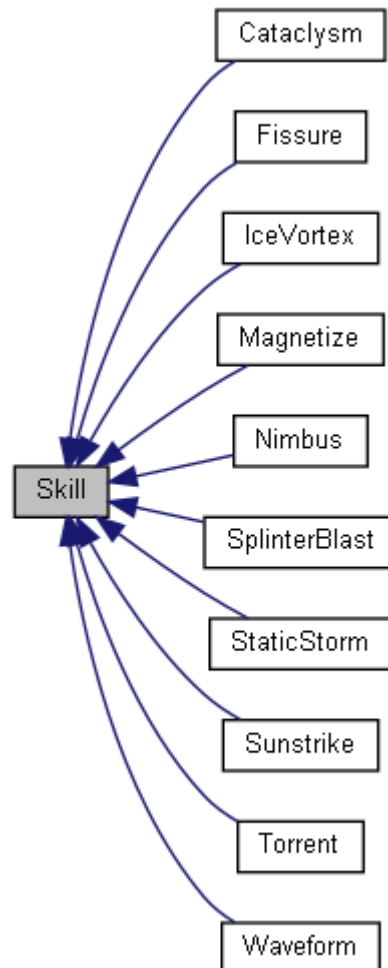 Cataclysm
Fissure
IceVortex
Magnetize
Nimbus
Skill
SplinterBlast
StaticStorm
Sunstrike
Torrent
Waveform